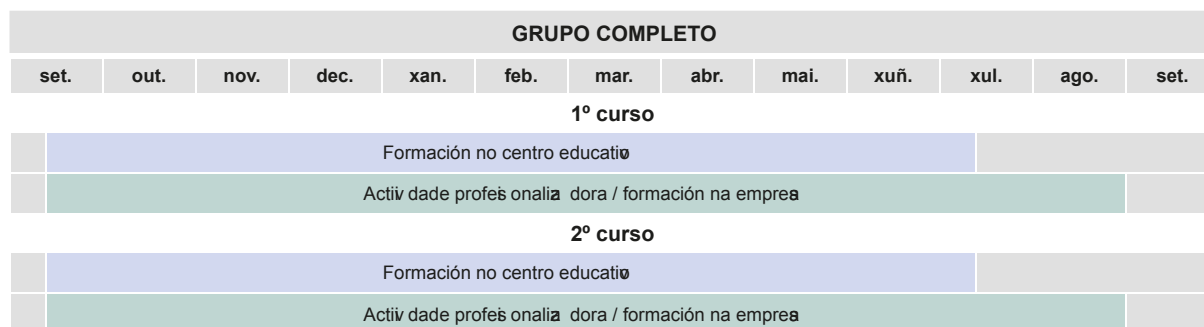 GRUPO COMPLETO
set. out. nov. dec. xan. feb. mar. abr. mai. xuñ. xul. ago. set.
1º curso
Formación no centro educativo
Actividade profesionalizadora / formación na empresa
2º curso
Formación no centro educativo
Actividade profesionalizadora / formación na empresa